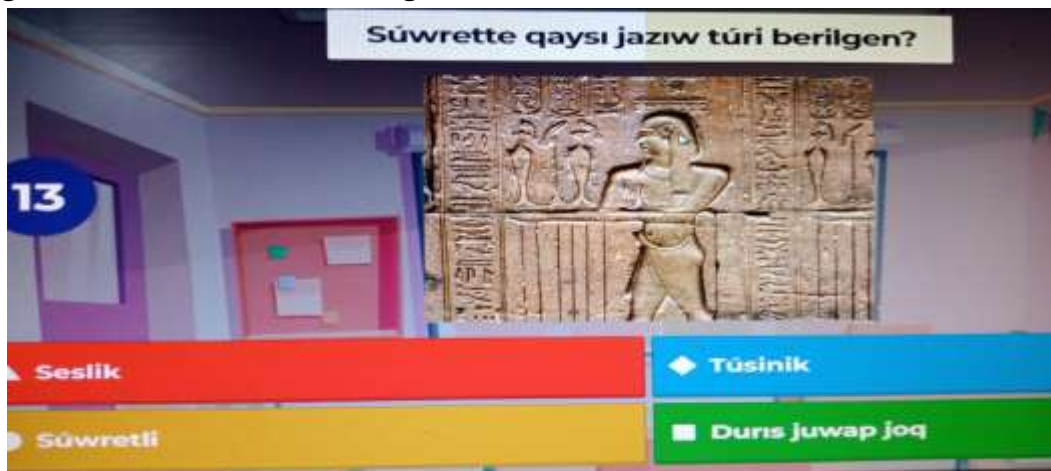 Súwrette qaysı jazıw túri berilgen?
13
Seslik
Túsinik
Súwretli
Durıs juwap joq